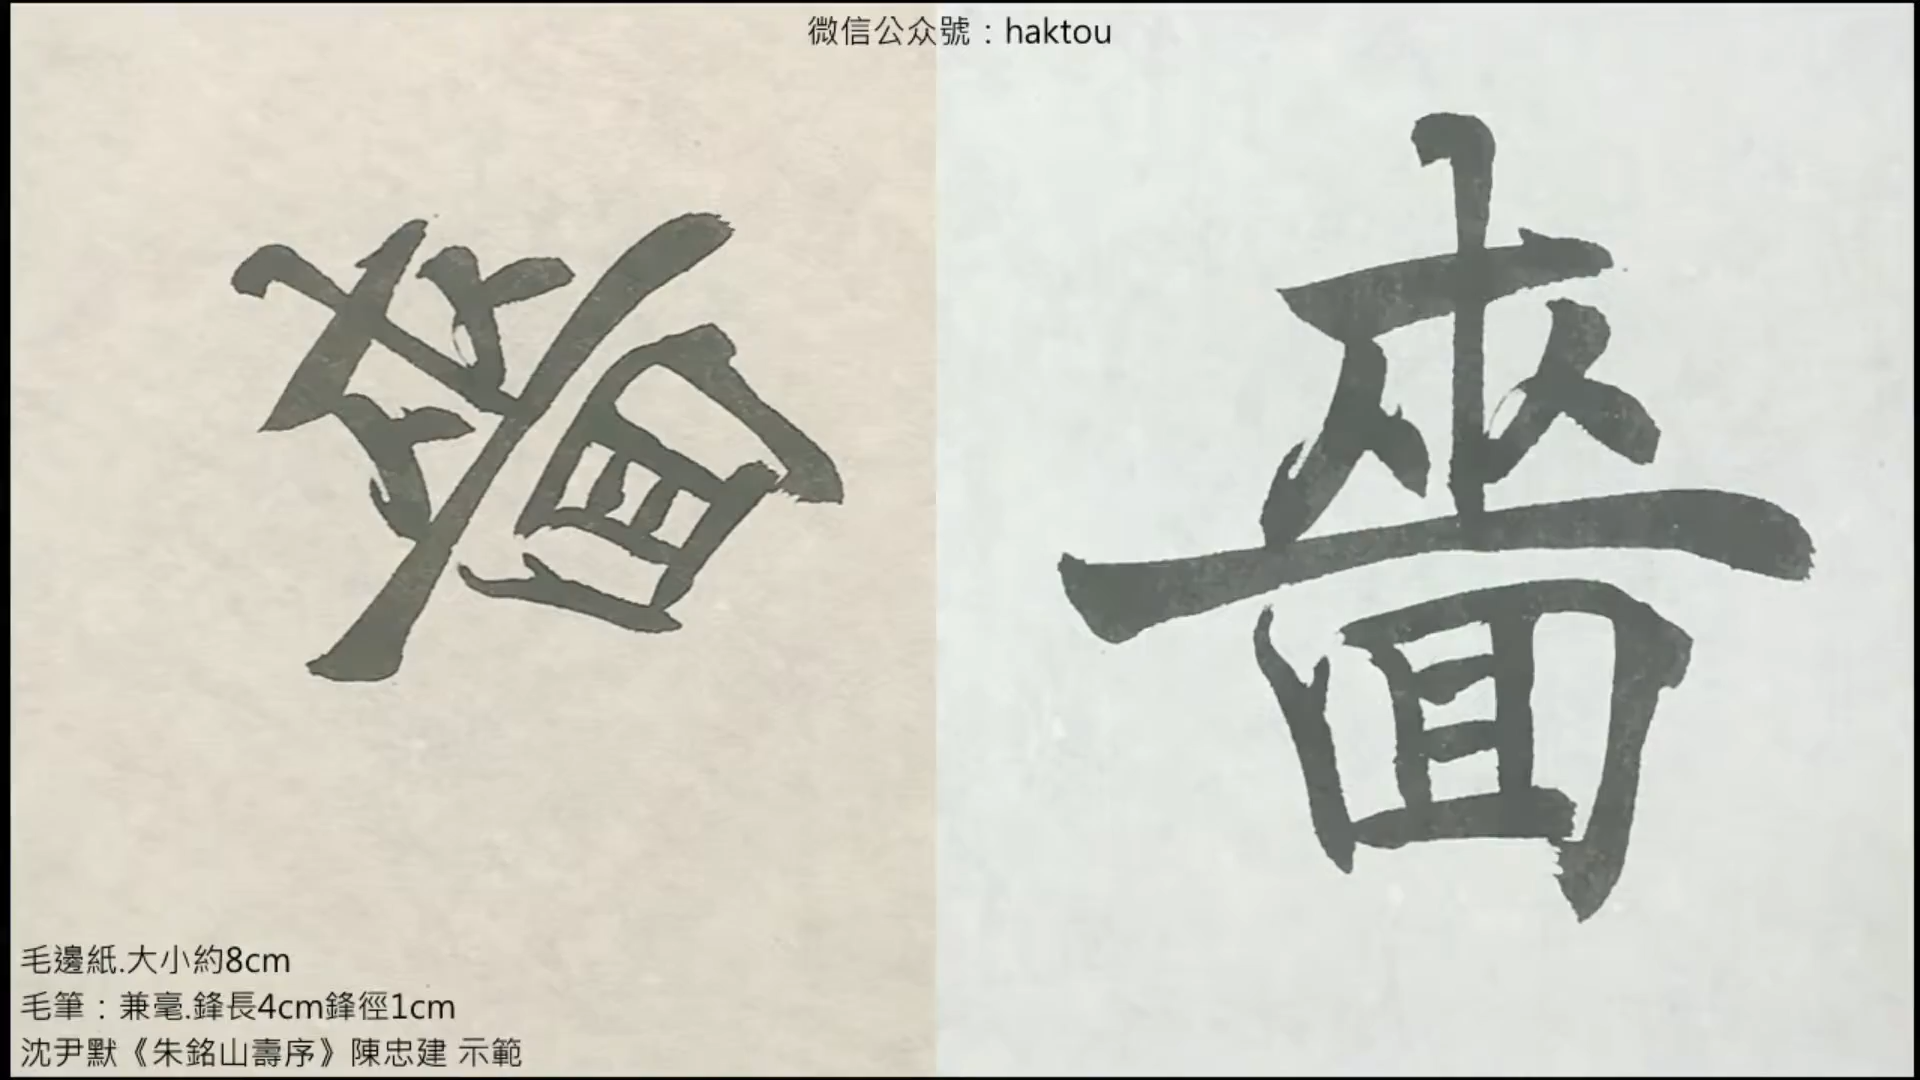 微信公众號：haktou
嗇
嗇
毛邊紙.大小約8cm
毛筆：兼毫.鋒長4cm鋒徑1cm
沈尹默《朱銘山壽序》陳忠建 示範